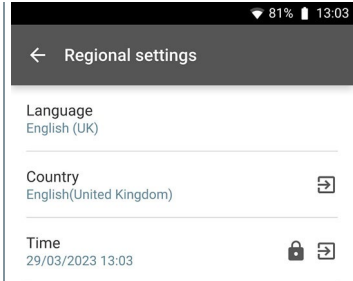 81% 13:03
Regional settings
Language
English (UK)
Country
English(United Kingdom)
Time
29/03/2023 13:03